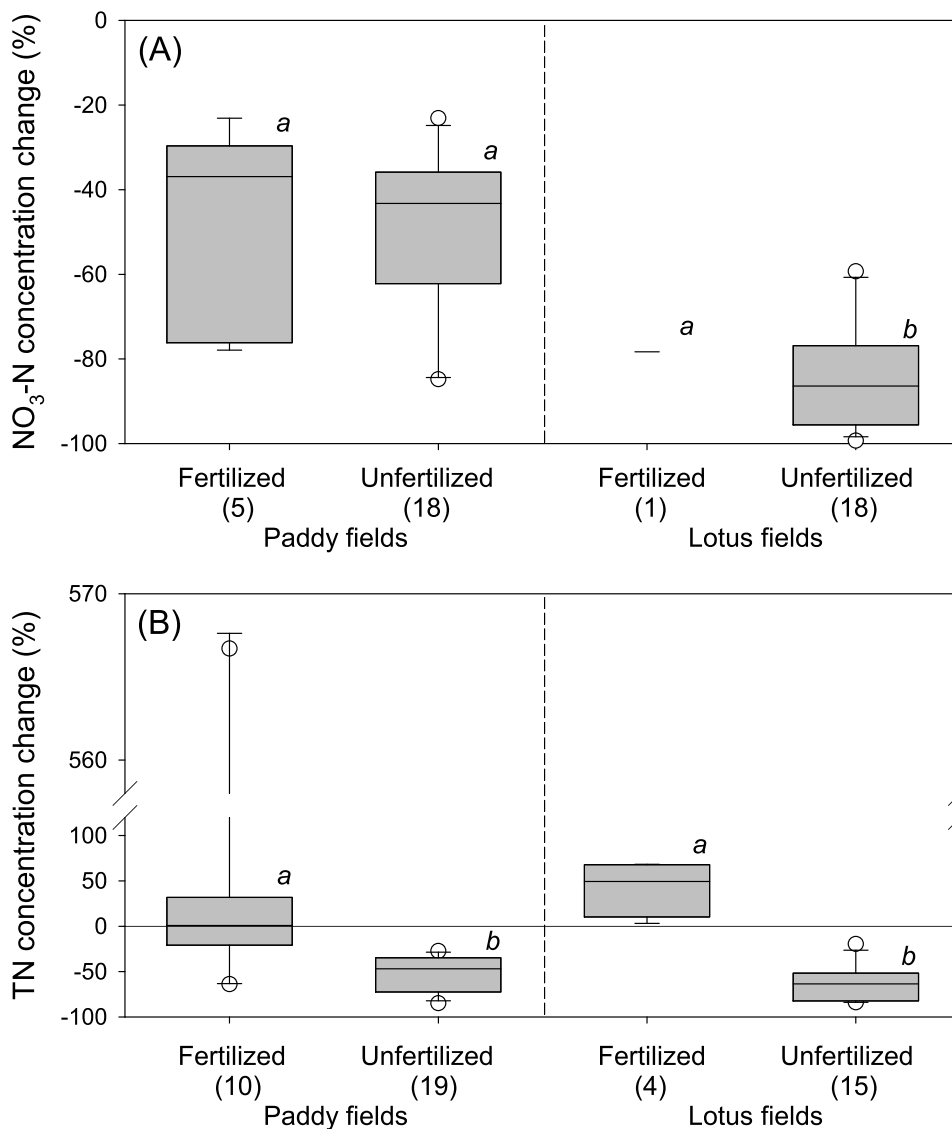 (A)
NO3-N concentration change (%)
0
-20
-40
-60
-80
-100
a
a
a
b
Fertilized
Unfertilized
Fertilized
Unfertilized
(5)
(18)
(1)
(18)
Paddy fields
Lotus fields
(B)
TN concentration change (%)
570
560
100
50
0
-50
-100
a
b
a
b
Fertilized
Unfertilized
Fertilized
Unfertilized
(10)
(19)
(4)
(15)
Paddy fields
Lotus fields